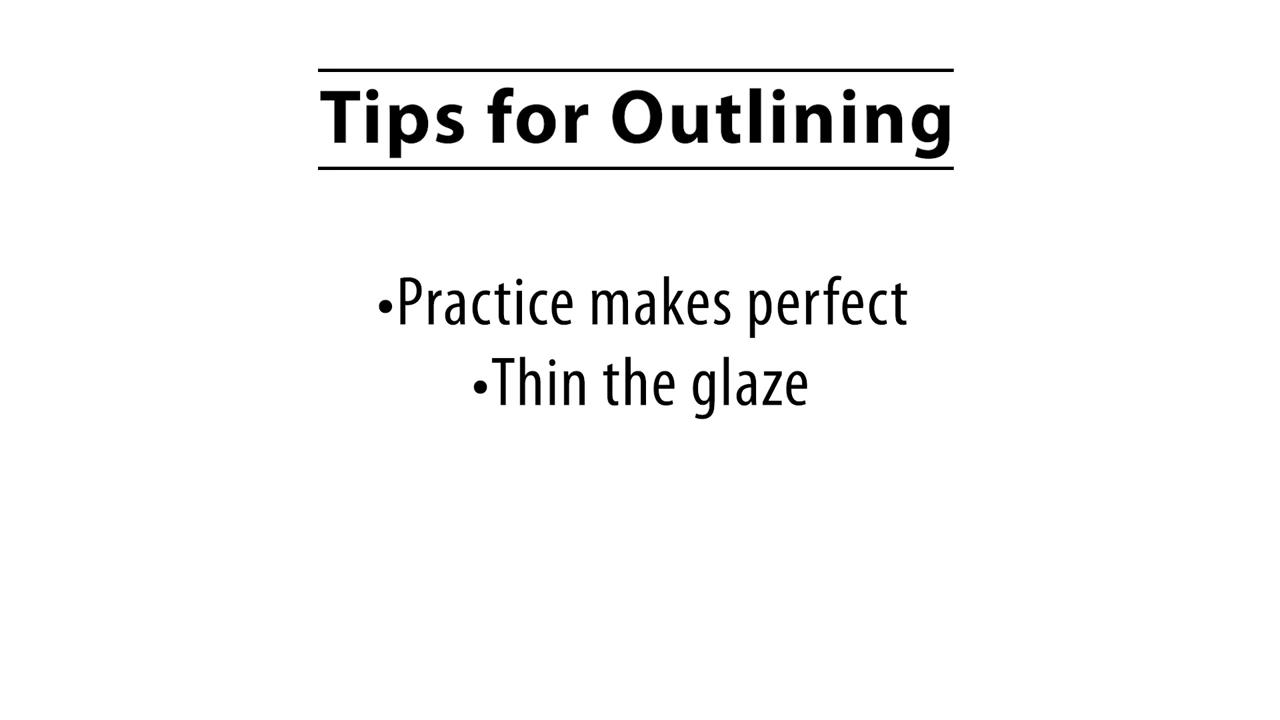 Tips for Outlining
•Practice makes perfect
•Thin the glaze